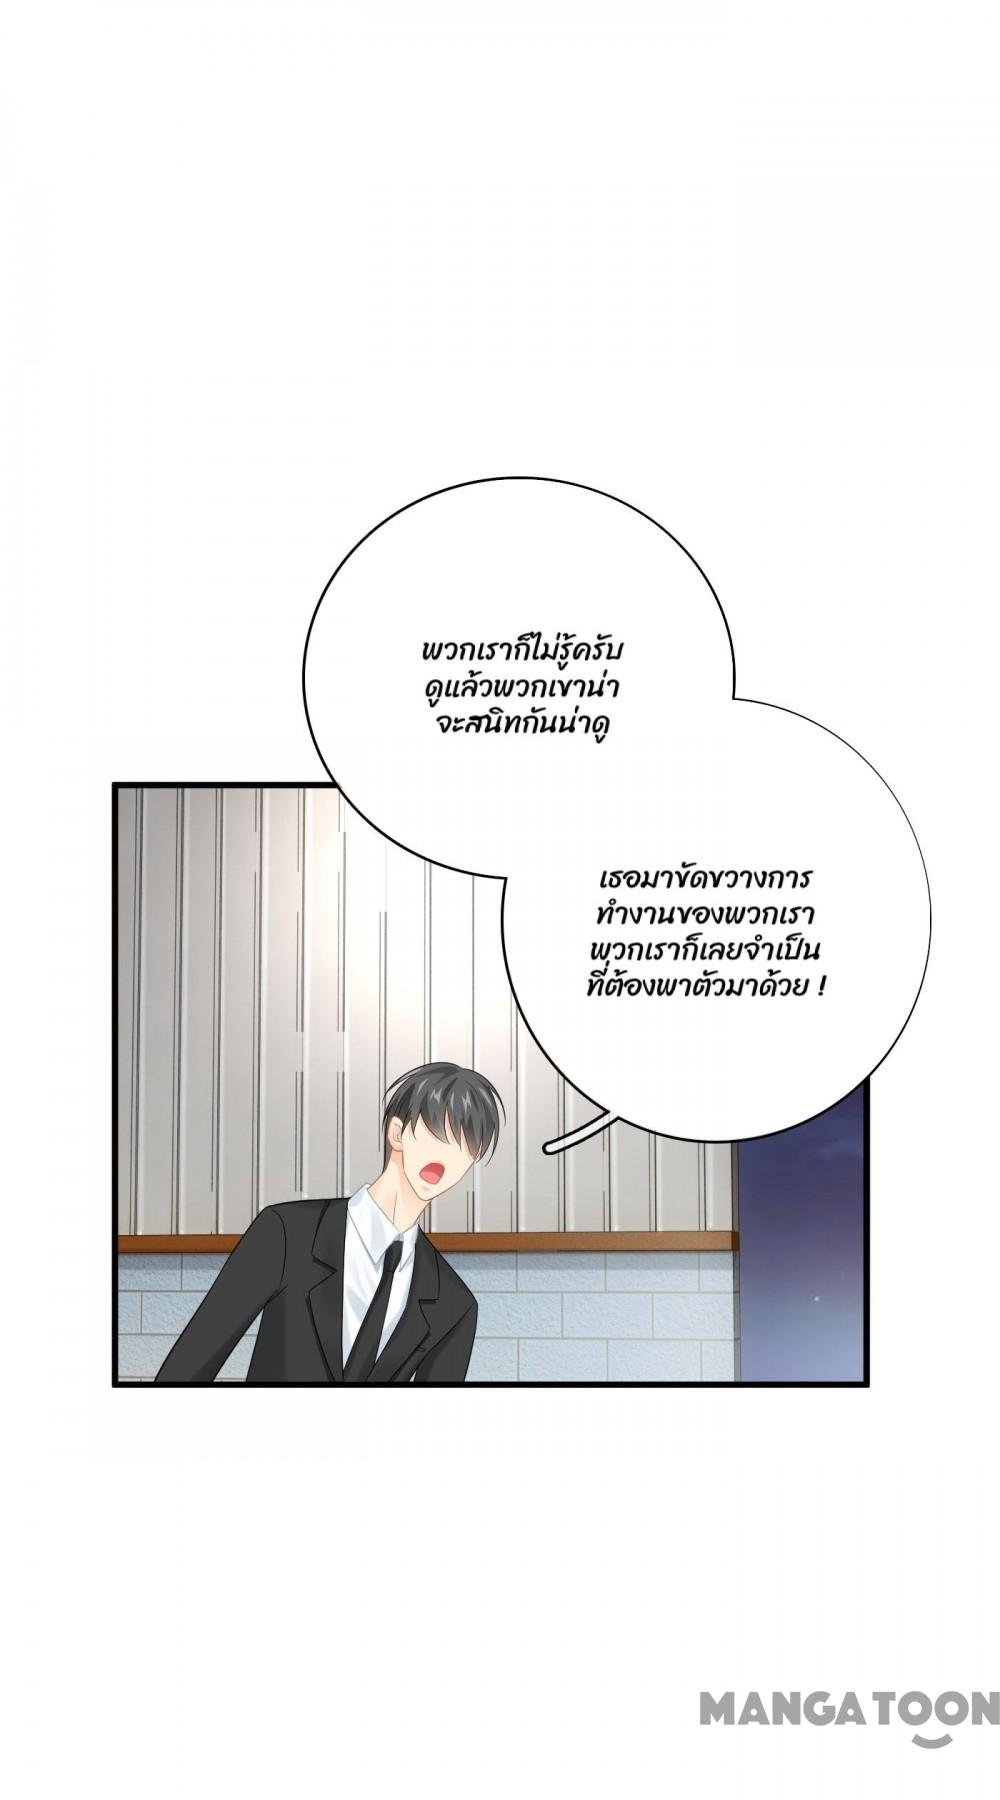 พวกเราก็ไม่รู้ครับ
ดูแล้วพวกเขาน่า
จะสนิทกันน่าดู
เธอมาขัดขวางการ
ทำงานของพวกเรา
พวกเราก็เลยจำเป็น
ที่ต้องพาตัวมาด้วย !
MANGATOON